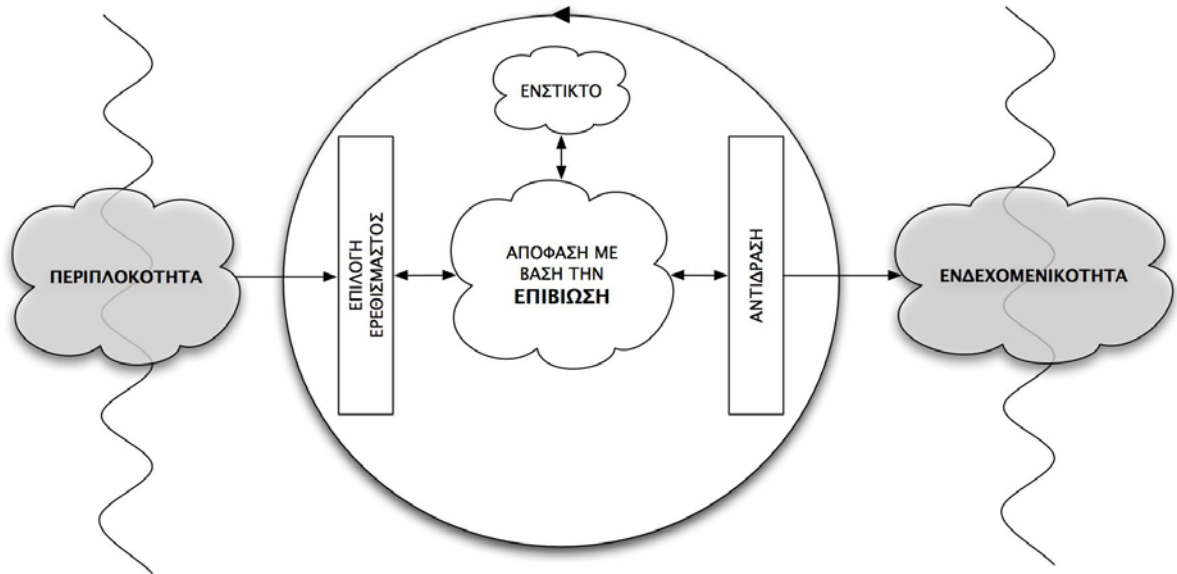 ΕΝΣΤΙΚΤΟ
ΠΕΡΙΠΛΟΚΟΤΗΤΑ
ΕΠΙΛΟΓΗ
ΕΡΕΘΙΣΜΑΣΤΟΣ
ΑΠΟΦΑΣΗ ΜΕ
ΒΑΣΗ ΤΗΝ
ΕΠΙΒΙΩΣΗ
ΑΝΤΙΔΡΑΣΗ
ΕΝΔΕΧΟΜΕΝΙΚΟΤΗΤΑ